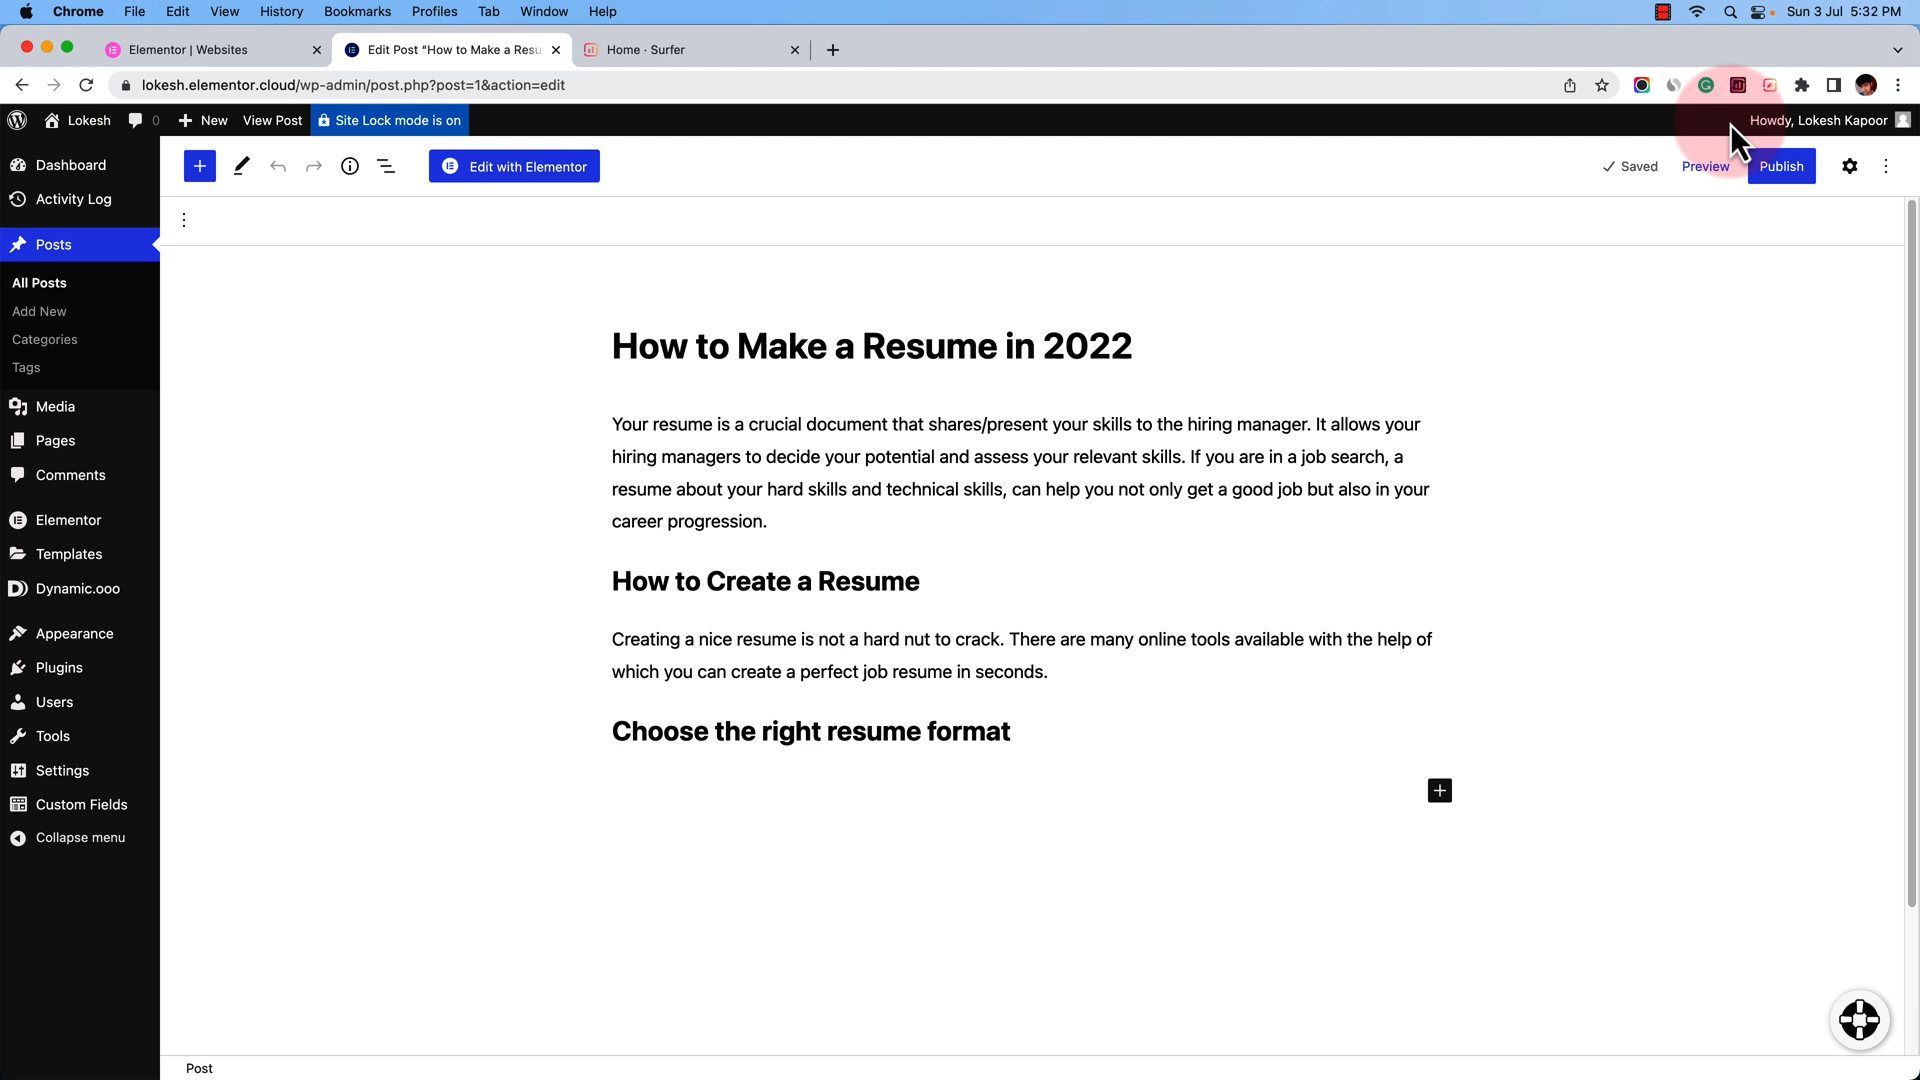 Chrome File Edit View History Bookmarks Profiles Tab Window Help Sun 3 Jul 5:32 PM
Elementor | Websites Edit Post "How to Make a Resu Home · Surfer
lokesh.elementor.cloud/wp-admin/post.php?post=1&action=edit
Lokesh 0 New View Post Site Lock mode is on Howdy, Lokesh Kapoor
Dashboard
Activity Log
Posts
All Posts
Add New
Categories
Tags
Media
Pages
Comments
Elementor
Templates
Dynamic.ooo
Appearance
Plugins
Users
Tools
Settings
Custom Fields
Collapse menu
Edit with Elementor Saved Preview Publish
How to Make a Resume in 2022
Your resume is a crucial document that shares/present your skills to the hiring manager. It allows your
hiring managers to decide your potential and assess your relevant skills. If you are in a job search, a
resume about your hard skills and technical skills, can help you not only get a good job but also in your
career progression.
How to Create a Resume
Creating a nice resume is not a hard nut to crack. There are many online tools available with the help of
which you can create a perfect job resume in seconds.
Choose the right resume format
Post